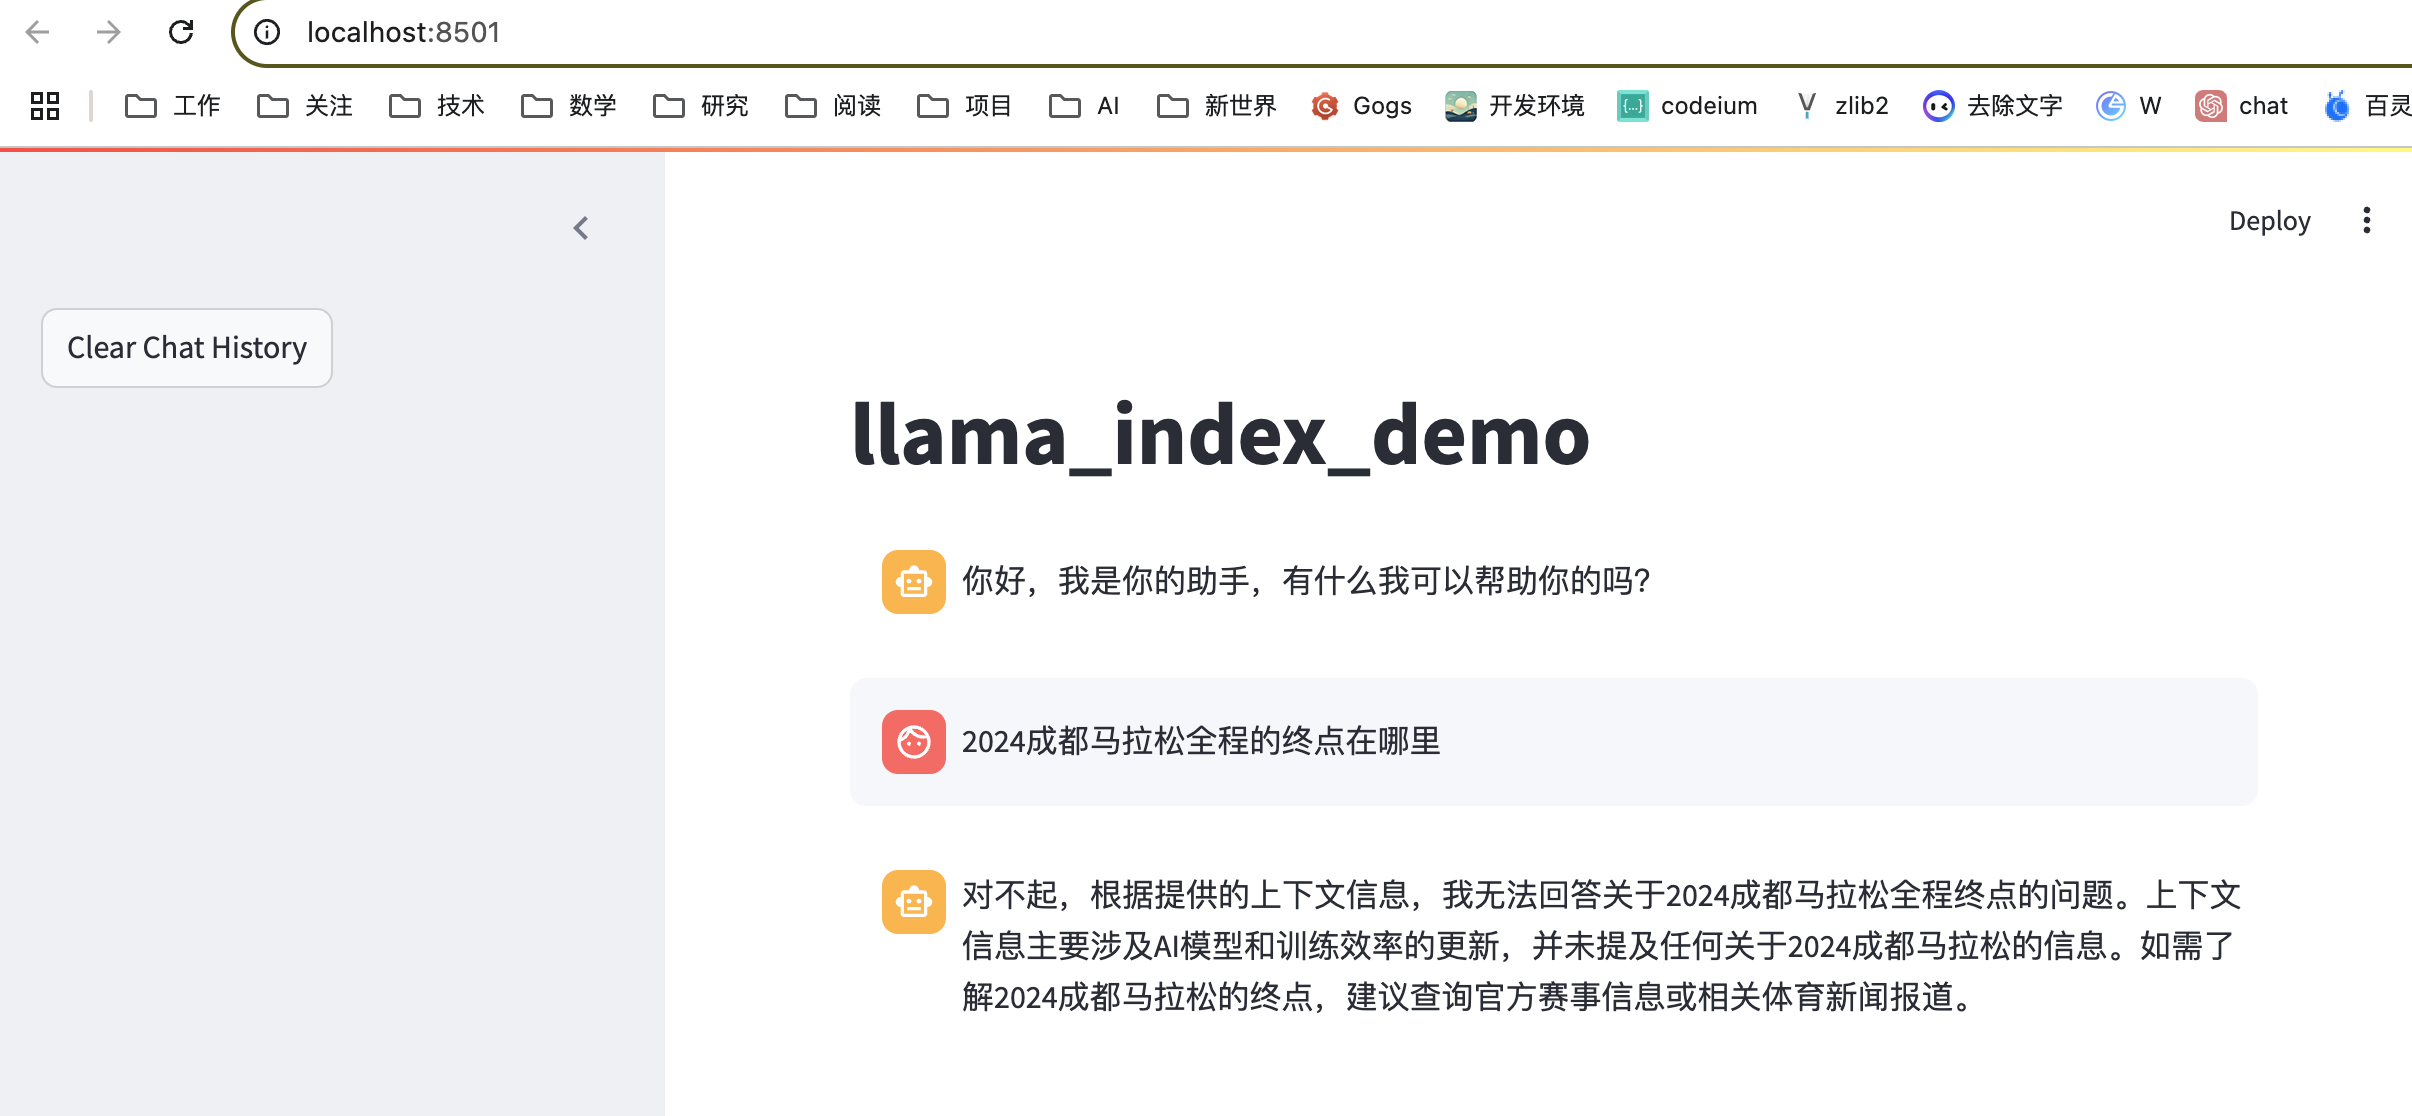 localhost:8501
工作 关注 技术 数学 研究 阅读 项目 AI 新世界 Gogs 开发环境 codeium zlib2 去除文字 W chat 百灵
Deploy
Clear Chat History
llama_index_demo
你好，我是你的助手，有什么我可以帮助你的吗?
2024成都马拉松全程的终点在哪里
对不起，根据提供的上下文信息，我无法回答关于2024成都马拉松全程终点的问题。上下文
信息主要涉及AI模型和训练效率的更新，并未提及任何关于2024成都马拉松的信息。如需了
解2024成都马拉松的终点，建议查询官方赛事信息或相关体育新闻报道。